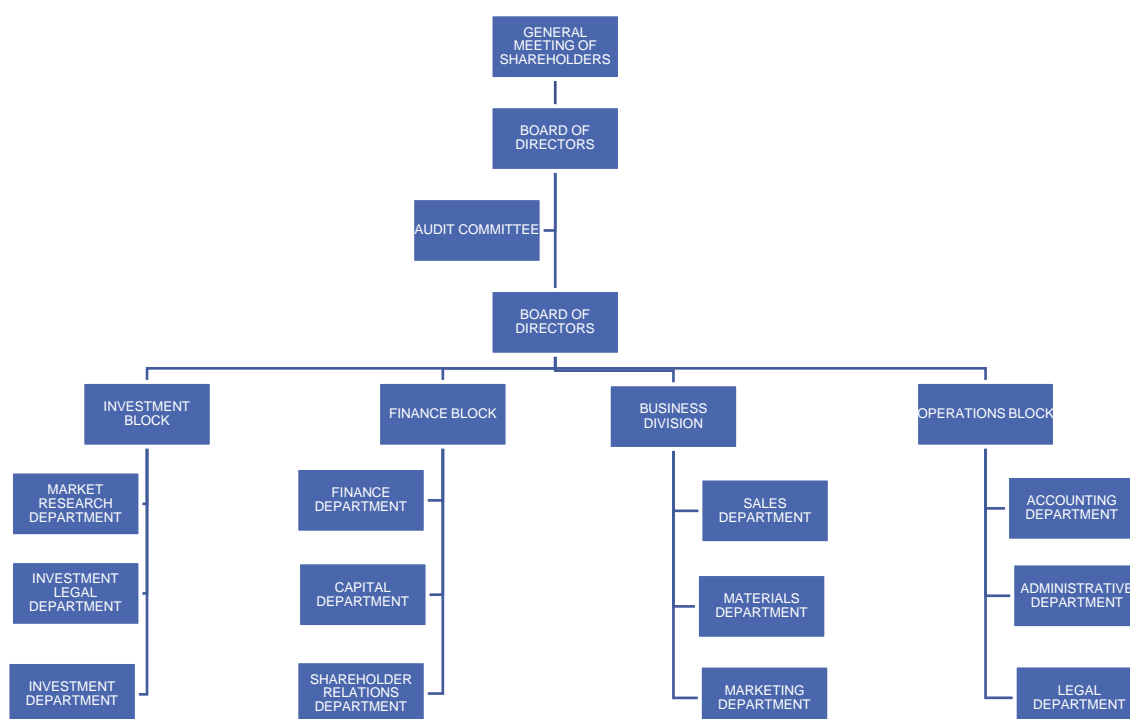 GENERAL
MEETING OF
SHAREHOLDERS
BOARD OF
DIRECTORS
AUDIT COMMITTEE
BOARD OF
DIRECTORS
INVESTMENT
BLOCK
FINANCE BLOCK
BUSINESS
DIVISION
OPERATIONS BLOCK
MARKET
RESEARCH
DEPARTMENT
INVESTMENT
LEGAL
DEPARTMENT
INVESTMENT
DEPARTMENT
FINANCE
DEPARTMENT
CAPITAL
DEPARTMENT
SHAREHOLDER
RELATIONS
DEPARTMENT
SALES
DEPARTMENT
MATERIALS
DEPARTMENT
MARKETING
DEPARTMENT
ACCOUNTING
DEPARTMENT
ADMINISTRATIVE
DEPARTMENT
LEGAL
DEPARTMENT